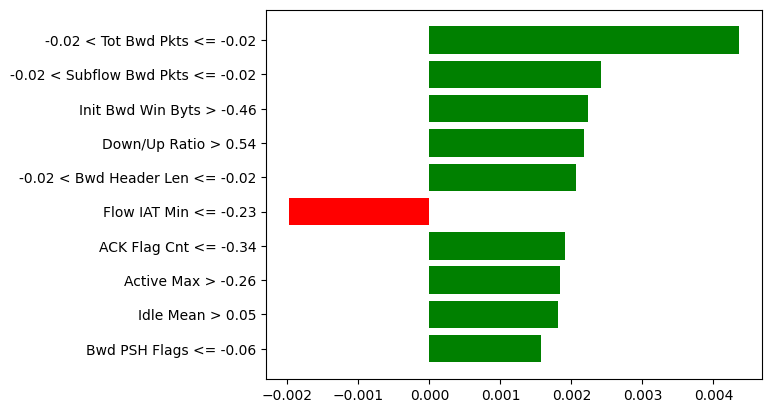 -0.02 < Tot Bwd Pkts <= -0.02
-0.02 < Subflow Bwd Pkts <= -0.02
Init Bwd Win Byts > -0.46
Down/Up Ratio > 0.54
-0.02 < Bwd Header Len <= -0.02
Flow IAT Min <= -0.23
ACK Flag Cnt <= -0.34
Active Max > -0.26
Idle Mean > 0.05
Bwd PSH Flags <= -0.06
−0.002 −0.001 0.000 0.001 0.002 0.003 0.004